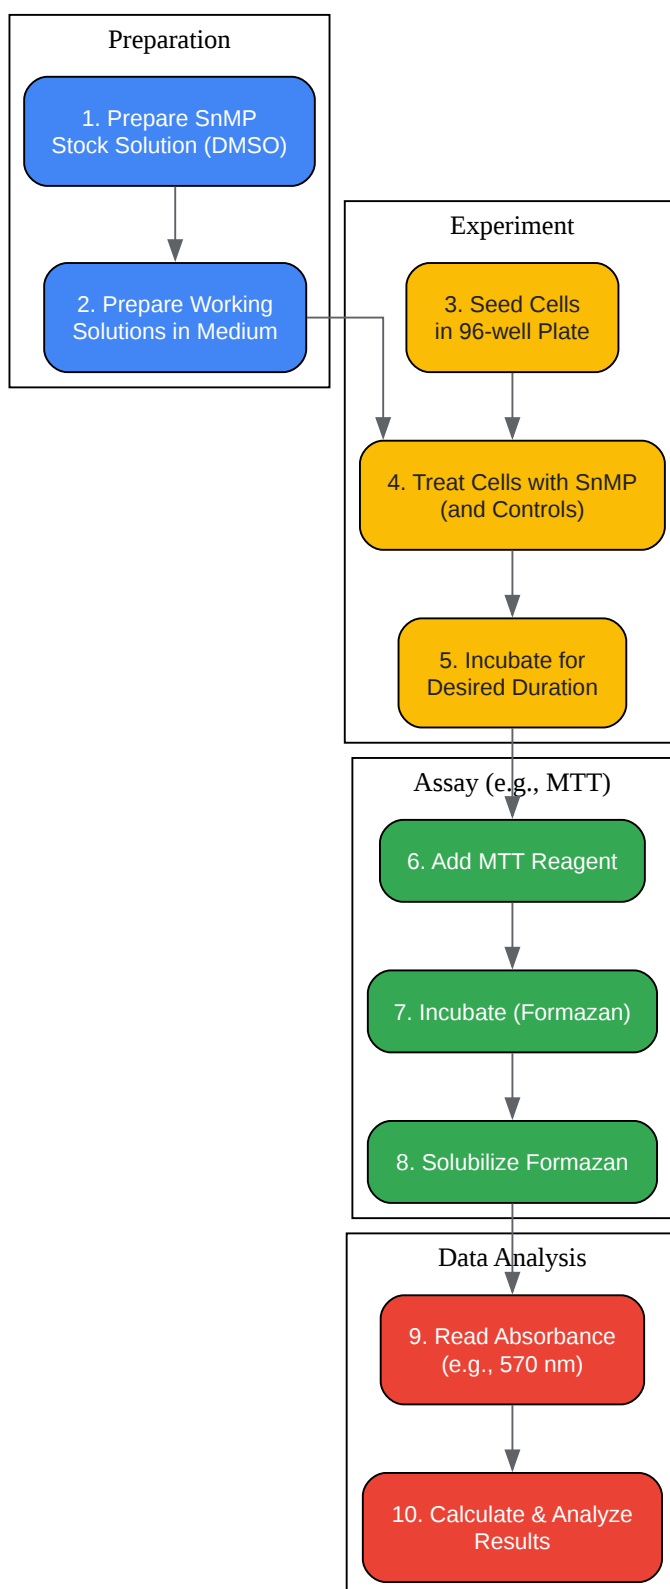 Preparation
1. Prepare SnMP
Stock Solution (DMSO)
2. Prepare Working
Solutions in Medium
Experiment
3. Seed Cells
in 96-well Plate
4. Treat Cells with SnMP
(and Controls)
5. Incubate for
Desired Duration
Assay (e.g., MTT)
6. Add MTT Reagent
7. Incubate (Formazan)
8. Solubilize Formazan
Data Analysis
9. Read Absorbance
(e.g., 570 nm)
10. Calculate & Analyze
Results